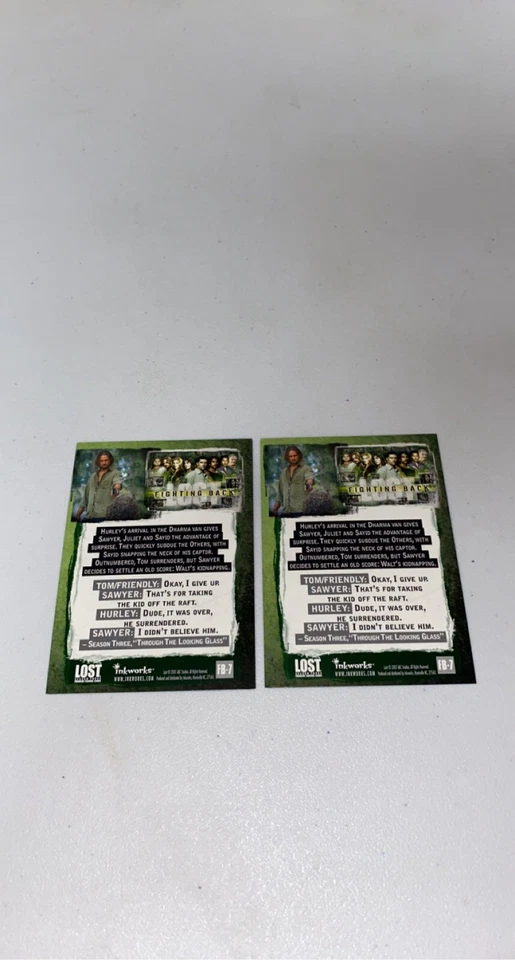 FIGHTING BACK
HURLEY'S ARRIVAL IN THE DHARMA VAN GIVES
SAWYER, JULIET AND SAYID THE ADVANTAGE OF
SURPRISE. THEY QUICKLY SUBDUE THE OTHERS, WITH
SAYID SNAPPING THE NECK OF HIS CAPTOR.
OUTNUMBERED, TOM SURRENDERS, BUT SAWYER
DECIDES TO SETTLE AN OLD SCORE: WALT'S KIDNAPPING.
TOM/FRIENDLY: OKAY, I GIVE UP.
SAWYER: THAT'S FOR TAKING
THE KID OFF THE RAFT.
HURLEY: DUDE, IT WAS OVER,
HE SURRENDERED.
SAWYER: I DIDN'T BELIEVE HIM.
– SEASON THREE, "THROUGH THE LOOKING GLASS"
LOST
inkworks
WWW.INKWORKS.COM
FB-7
FIGHTING BACK
HURLEY'S ARRIVAL IN THE DHARMA VAN GIVES
SAWYER, JULIET AND SAYID THE ADVANTAGE OF
SURPRISE. THEY QUICKLY SUBDUE THE OTHERS, WITH
SAYID SNAPPING THE NECK OF HIS CAPTOR.
OUTNUMBERED, TOM SURRENDERS, BUT SAWYER
DECIDES TO SETTLE AN OLD SCORE: WALT'S KIDNAPPING.
TOM/FRIENDLY: OKAY, I GIVE UP.
SAWYER: THAT'S FOR TAKING
THE KID OFF THE RAFT.
HURLEY: DUDE, IT WAS OVER,
HE SURRENDERED.
SAWYER: I DIDN'T BELIEVE HIM.
– SEASON THREE, "THROUGH THE LOOKING GLASS"
LOST
inkworks
WWW.INKWORKS.COM
FB-7